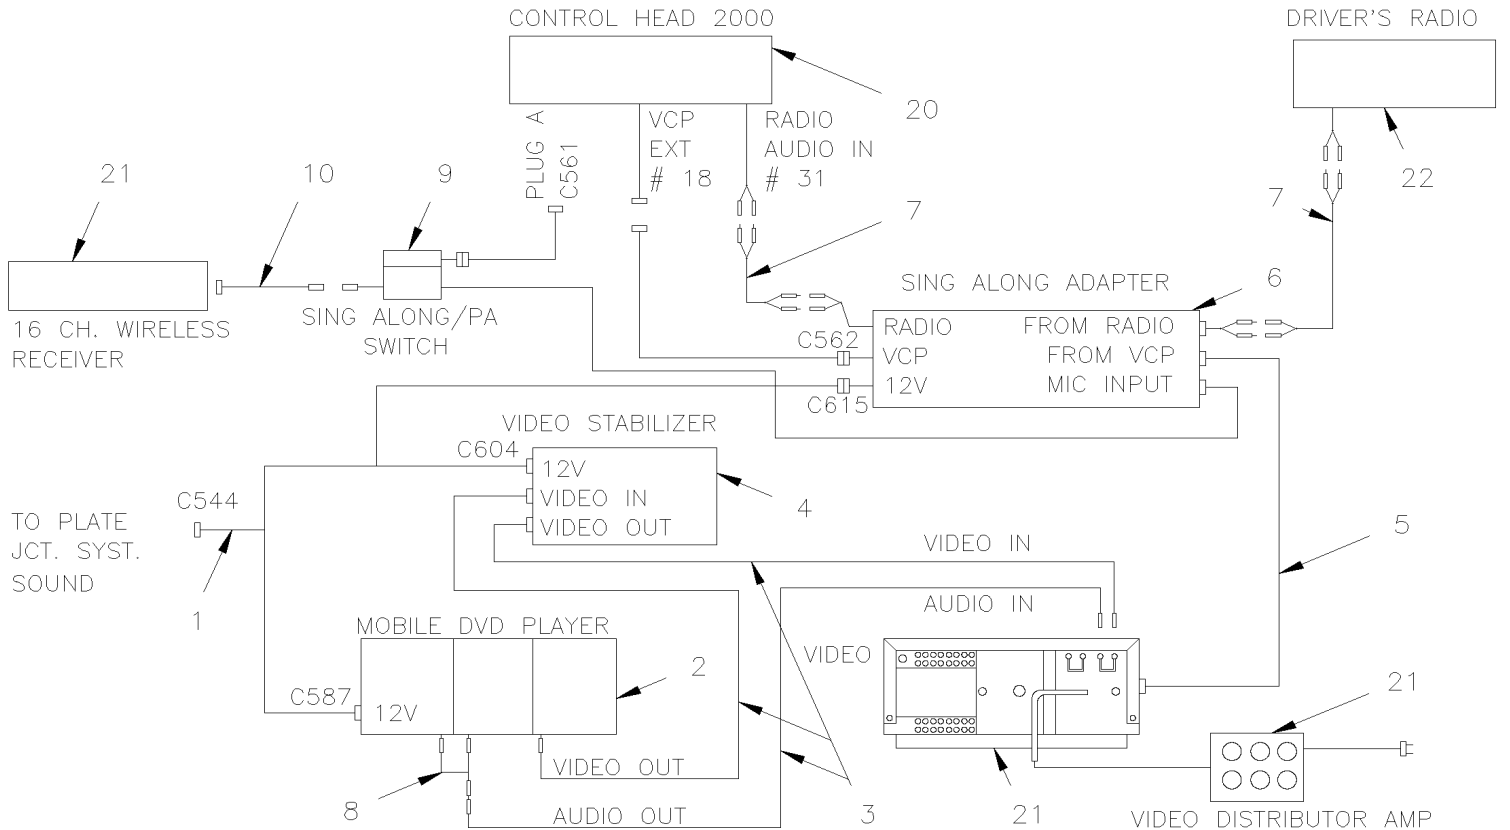 CONTROL HEAD 2000
DRIVER'S RADIO
20
22
PLUG A
C561
VCP
EXT
# 18
RADIO
AUDIO IN
# 31
21
10
9
7
7
16 CH. WIRELESS
RECEIVER
SING ALONG/PA
SWITCH
SING ALONG ADAPTER
6
C562
RADIO
VCP
12V
FROM RADIO
FROM VCP
MIC INPUT
C615
VIDEO STABILIZER
C604
12V
VIDEO IN
VIDEO OUT
4
C544
TO PLATE
JCT. SYST.
SOUND
1
5
VIDEO IN
AUDIO IN
MOBILE DVD PLAYER
C587
12V
2
VIDEO
21
VIDEO OUT
8
AUDIO OUT
3
21
VIDEO DISTRIBUTOR AMP